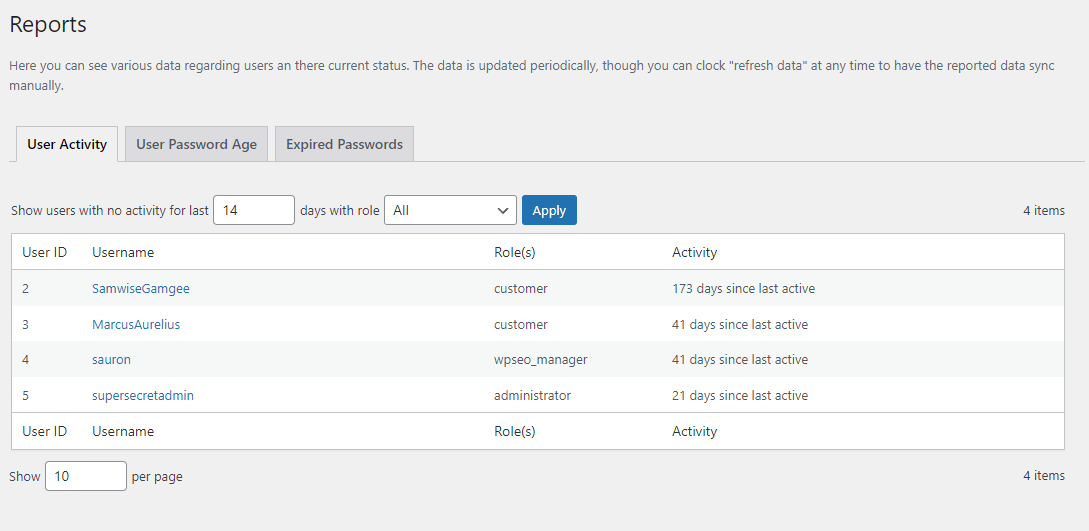 Reports
Here you can see various data regarding users an there current status. The data is updated periodically, though you can clock "refresh data" at any time to have the reported data sync
manually.
User Activity User Password Age Expired Passwords
Show users with no activity for last 14 days with role All Apply 4 items
User ID Username Role(s) Activity
2 SamwiseGamgee customer 173 days since last active
3 MarcusAurelius customer 41 days since last active
4 sauron wpseo_manager 41 days since last active
5 supersecretadmin administrator 21 days since last active
User ID Username Role(s) Activity
Show 10 per page 4 items